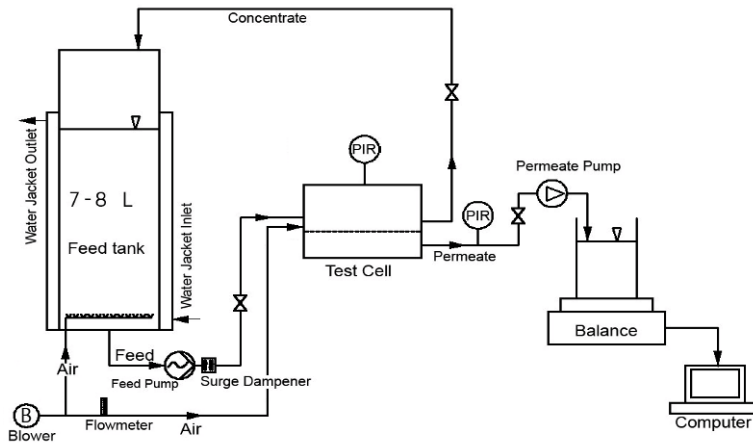 Concentrate
Water Jacket Outlet
7-8 L
Feed tank
Water Jacket Inlet
PIR
Permeate Pump
PIR
Permeate
Test Cell
Balance
Feed
Air
Feed Pump
Surge Dampener
B
Blower
Flowmeter
Air
Computer